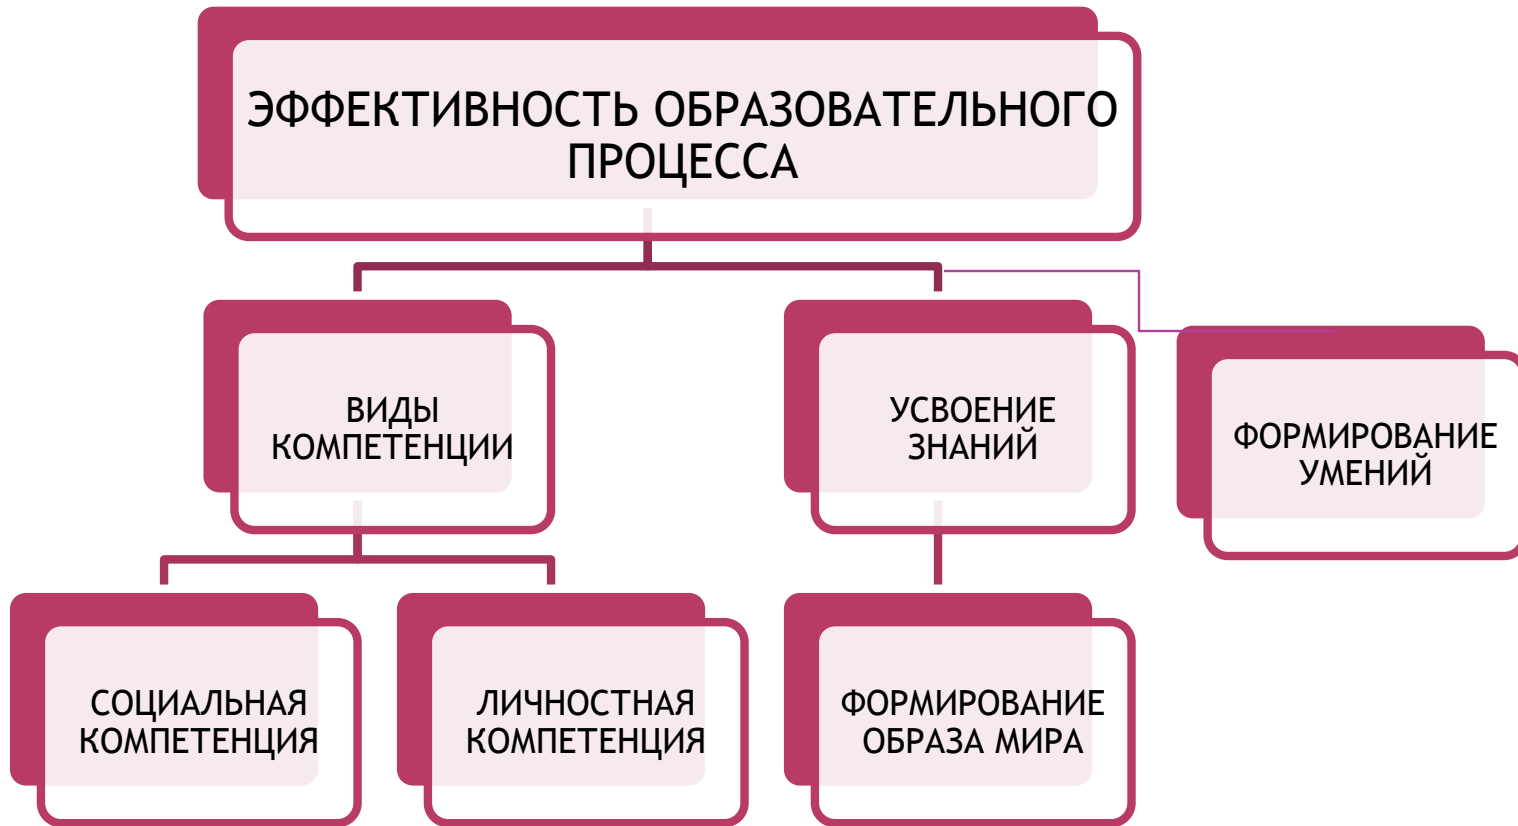 ЭФФЕКТИВНОСТЬ ОБРАЗОВАТЕЛЬНОГО
ПРОЦЕССА
ВИДЫ
КОМПЕТЕНЦИИ
УСВОЕНИЕ
ЗНАНИЙ
ФОРМИРОВАНИЕ
УМЕНИЙ
СОЦИАЛЬНАЯ
КОМПЕТЕНЦИЯ
ЛИЧНОСТНАЯ
КОМПЕТЕНЦИЯ
ФОРМИРОВАНИЕ
ОБРАЗА МИРА